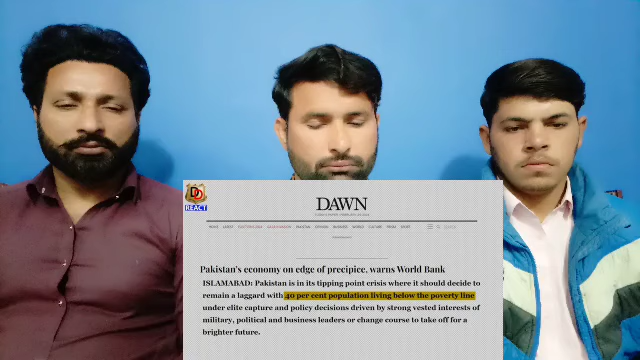 DD
REACT
DAWN
Pakistan's economy on edge of precipice, warns World Bank
ISLAMABAD: Pakistan is in its tipping point crisis where it should decide to
remain a laggard with 40 per cent population living below the poverty line
under elite capture and policy decisions driven by strong vested interests of
military, political and business leaders or change course to take off for a
brighter future.